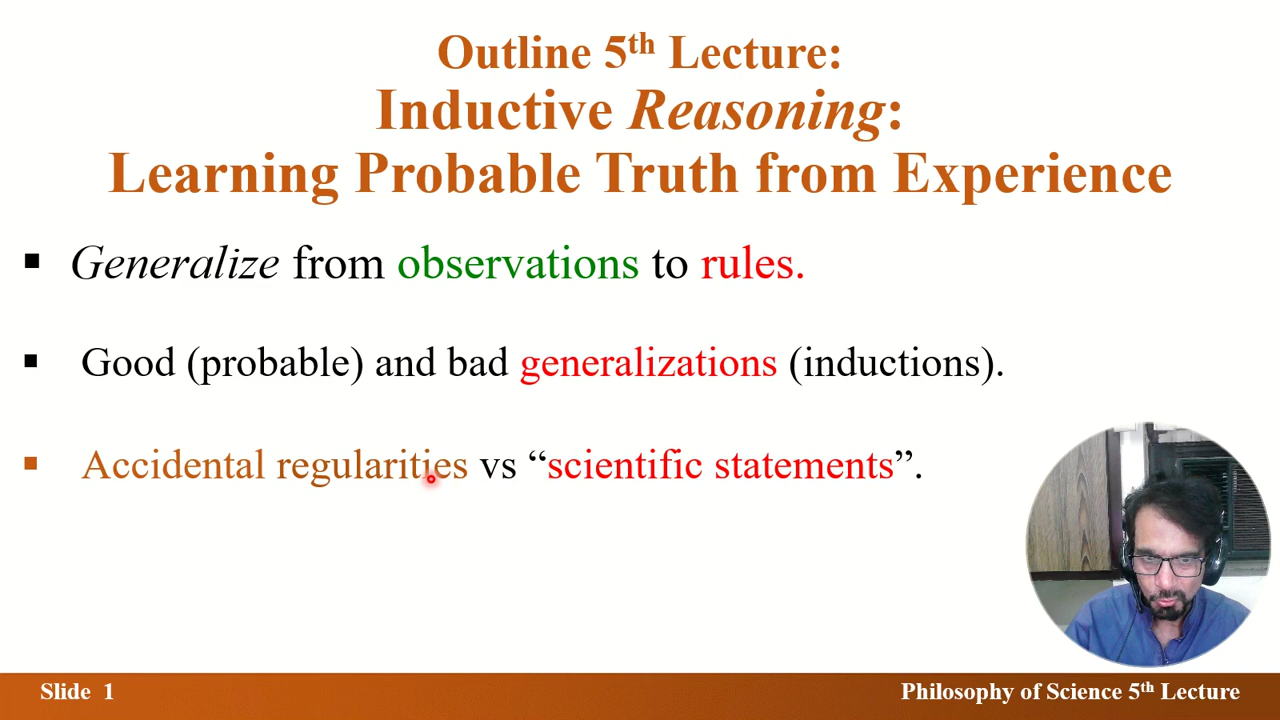 Outline 5th Lecture:
Inductive Reasoning:
Learning Probable Truth from Experience
▪ Generalize from observations to rules.
▪ Good (probable) and bad generalizations (inductions).
▪ Accidental regularities vs “scientific statements”.
Slide 1
Philosophy of Science 5th Lecture